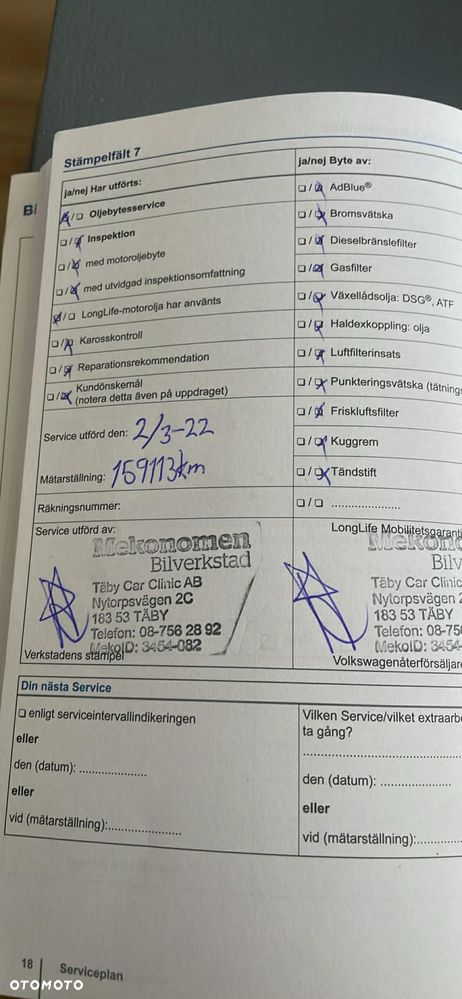 Stämpelfält 7
ja/nej Har utförts:
ja/nej Byte av:
Oljebytesservice
Inspektion
med motoroljebyte
med utvidgad inspektionsomfattning
LongLife-motorolja har använts
Karosskontroll
Reparationsrekommendation
Kundönskemål
(notera detta även på uppdraget)
AdBlue®
Bromsvätska
Dieselbränslefilter
Gasfilter
Växellådsolja: DSG®, ATF
Haldexkoppling: olja
Luftfilterinsats
Punkteringsvätska (tätnings
Friskluftsfilter
Kuggrem
Tändstift
....................
Service utförd den: 2/3-22
Mätarställning: 159113km
Räkningsnummer:
Service utförd av:
Mekonomen
Bilverkstad
Täby Car Clinic AB
Nytorpsvägen 2C
183 53 TÄBY
Telefon: 08-756 28 92
MekoID: 3454-082
Verkstadens stämpel
LongLife Mobilitetsgaranti
Mekono
Bilv
Täby Car Clinic
Nytorpsvägen 2
183 53 TÄBY
Telefon: 08-756
MekoID: 3454-
Volkswagenåterförsäljare
Din nästa Service
enligt serviceintervallindikeringen
eller
den (datum): ....................
eller
vid (mätarställning):......................
Vilken Service/vilket extraarbe
ta gång?
den (datum): ....................
eller
vid (mätarställning):............
18
Serviceplan
OTOMOTO